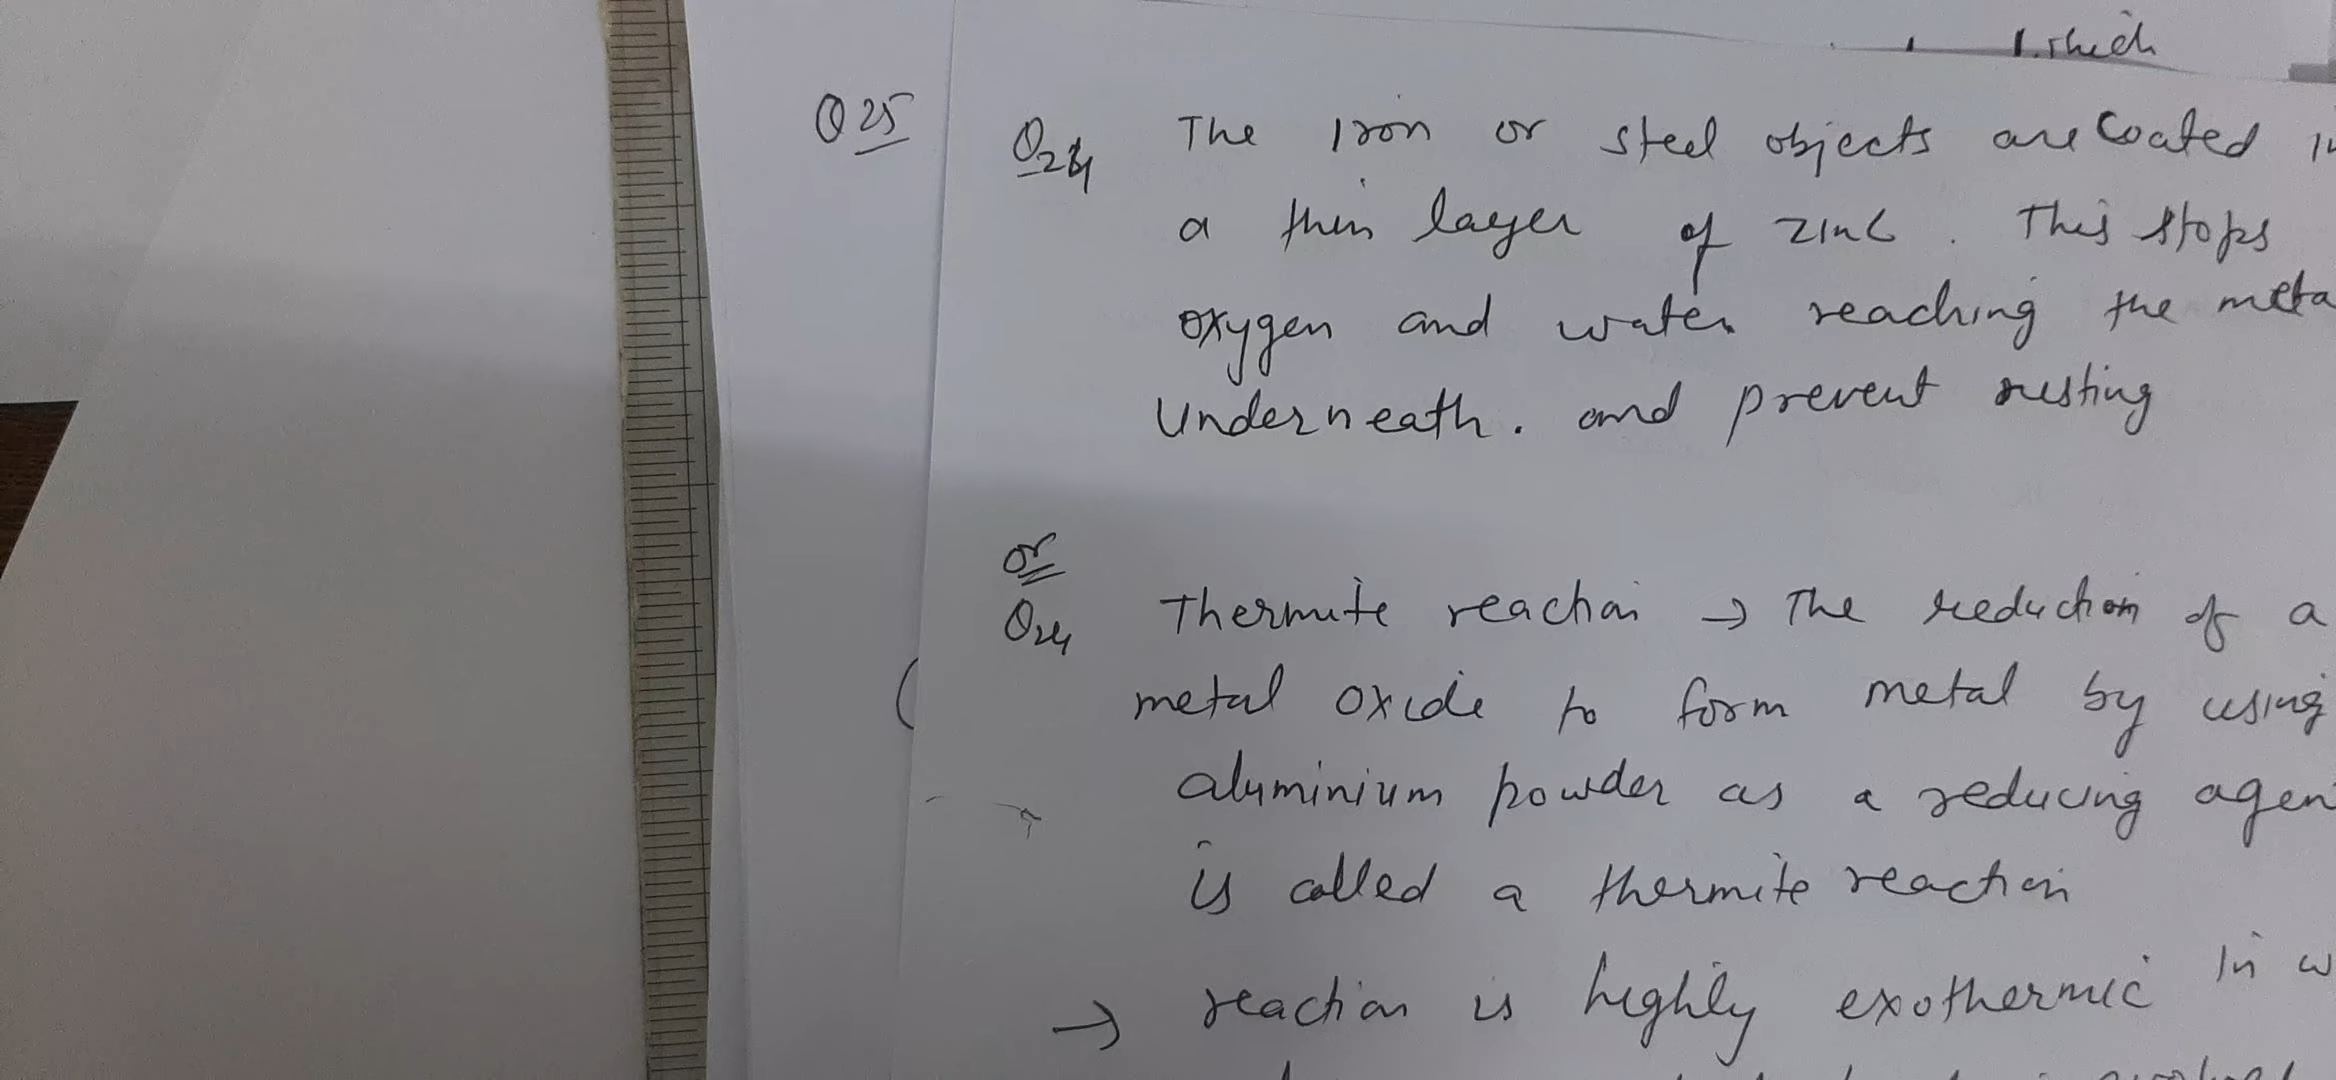 Q25
Q24 The Iron or steel objects are Coated in
a thin layer of zinc. This stops
oxygen and water reaching the meta
Underneath. and prevent rusting
or
Q24 Thermite reaction → The reduction of a
metal oxide to form metal by using
aluminium powder as a reducing agen
is called a thermite reaction
→ reaction is highly exothermic in w